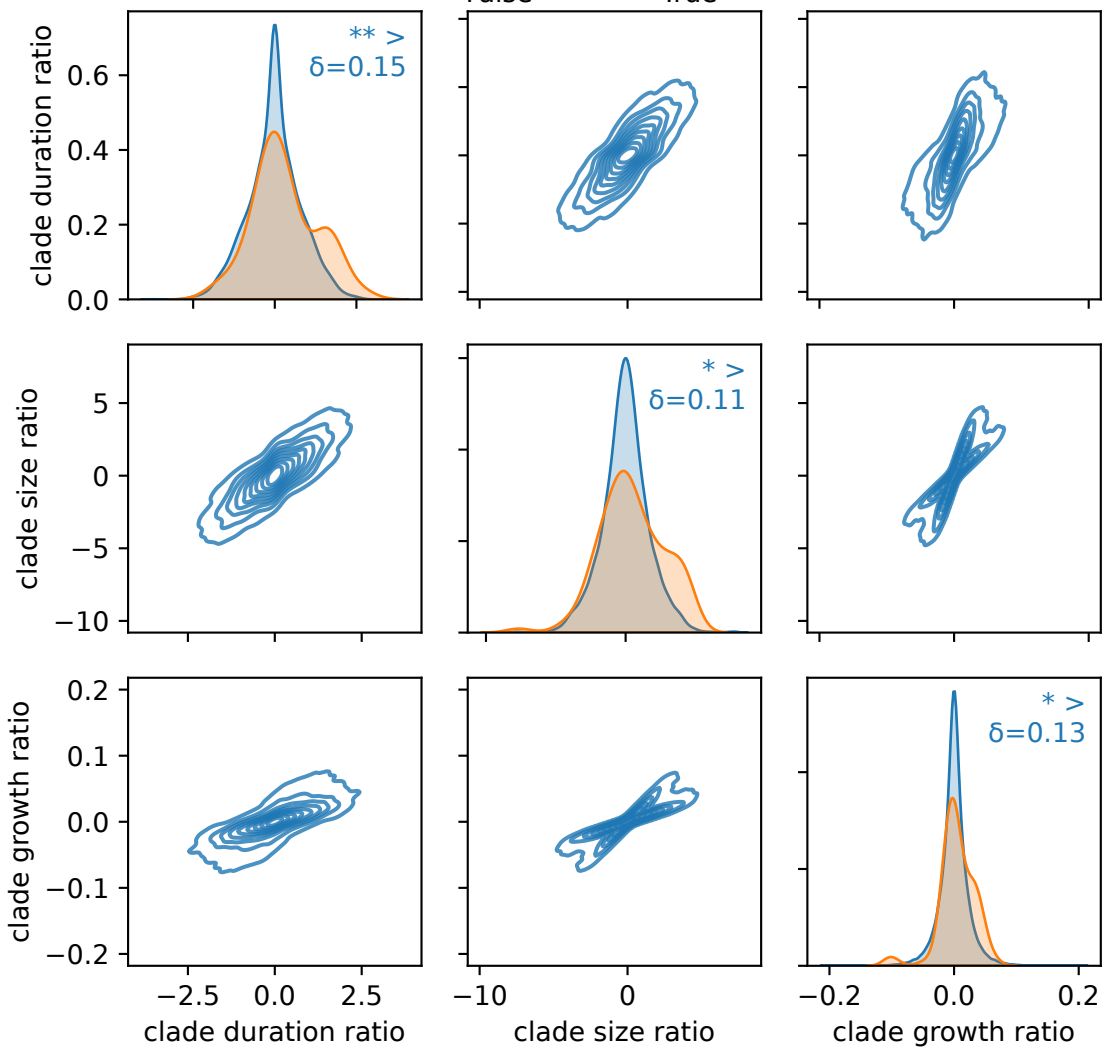 clade duration ratio
0.6
0.4
0.2
0.0
** >
δ=0.15
clade size ratio
5
0
−5
−10
* >
δ=0.11
clade growth ratio
0.2
0.1
0.0
−0.1
−0.2
* >
δ=0.13
−2.5 0.0 2.5
−10 0
−0.2 0.0 0.2
clade duration ratio
clade size ratio
clade growth ratio